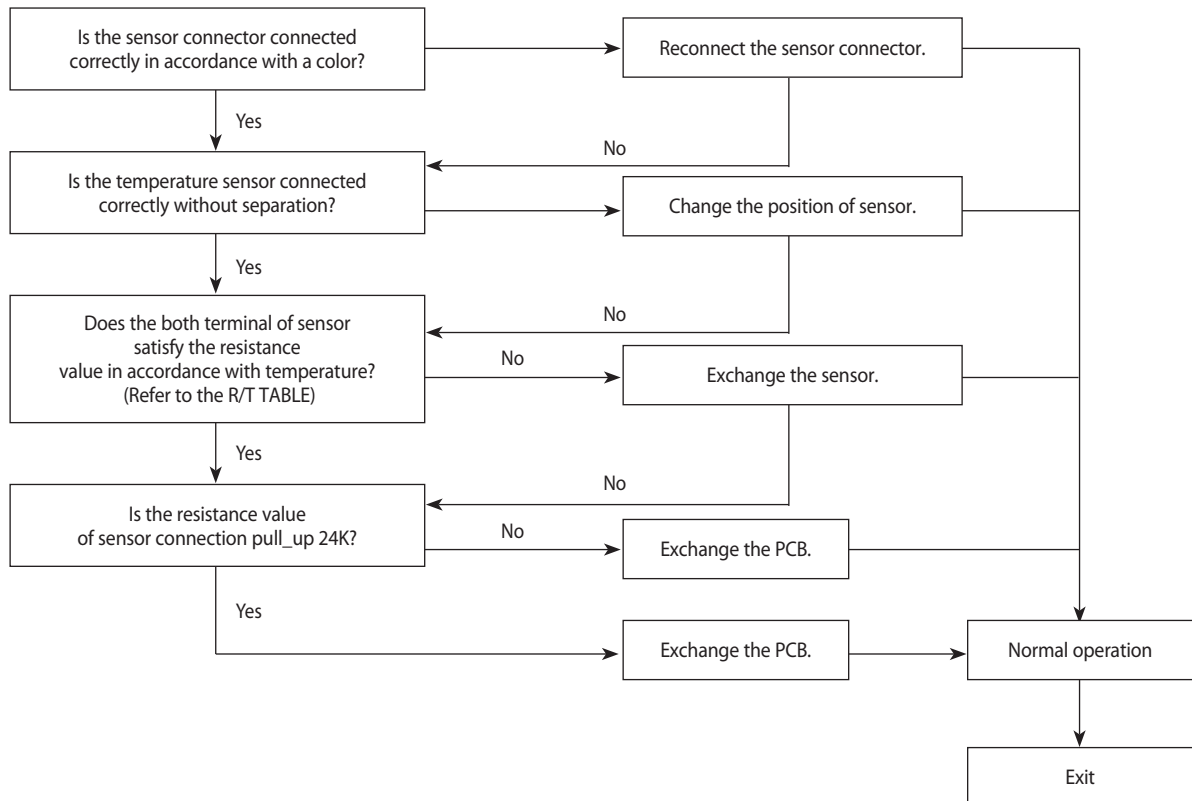 Is the sensor connector connected
correctly in accordance with a color?
Reconnect the sensor connector.
Yes
No
Is the temperature sensor connected
correctly without separation?
Change the position of sensor.
Yes
No
Does the both terminal of sensor
satisfy the resistance
value in accordance with temperature?
(Refer to the R/T TABLE)
No
Exchange the sensor.
Yes
No
Is the resistance value
of sensor connection pull_up 24K?
No
Exchange the PCB.
Yes
Exchange the PCB.
Normal operation
Exit